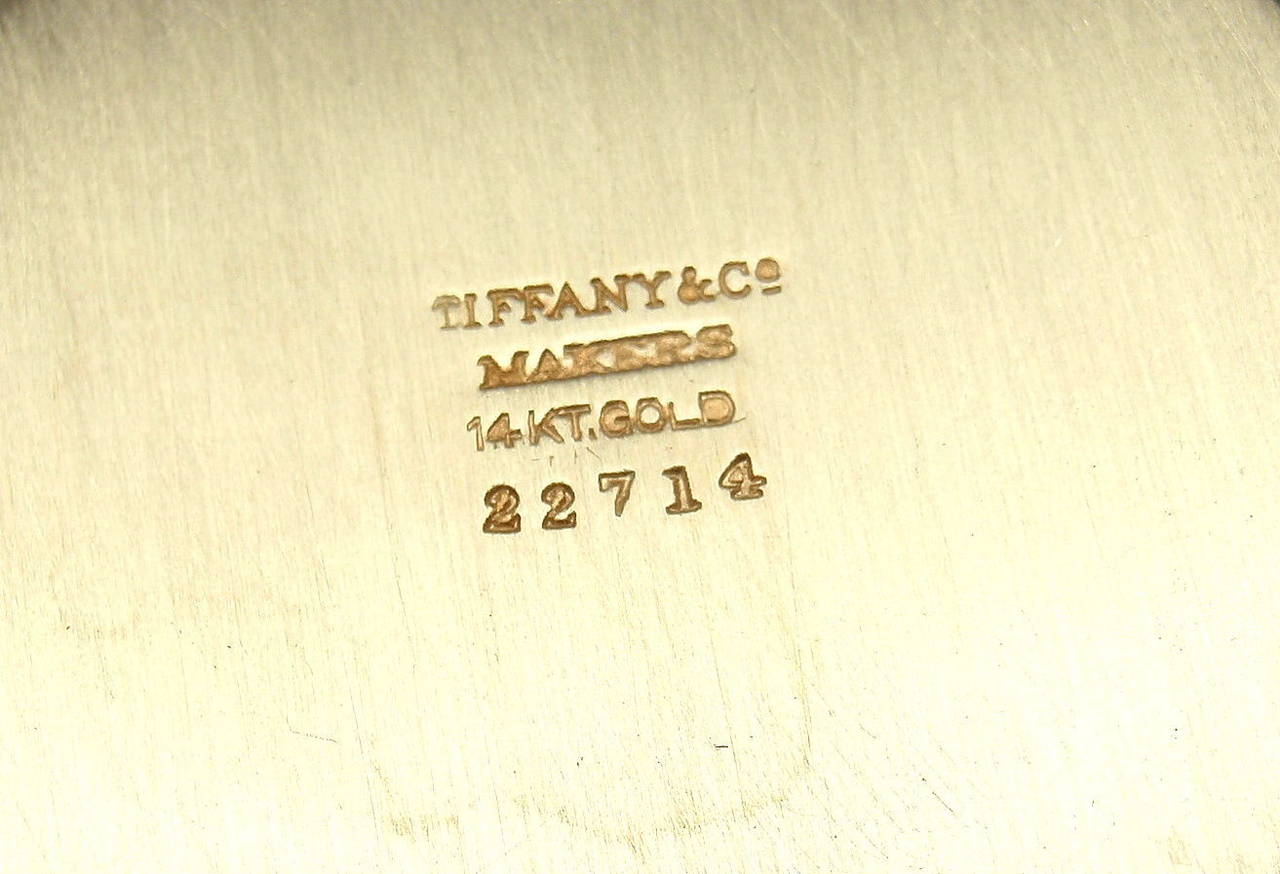 TIFFANY & Cº
MAKERS
14KT.GOLD
22714